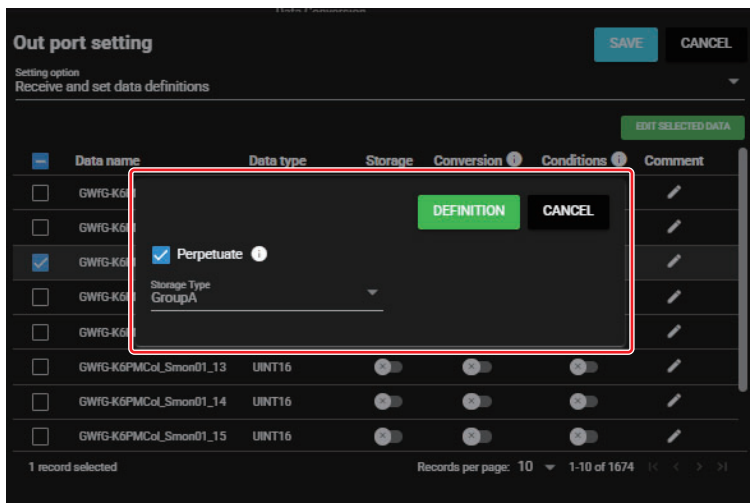 Data Conversion
Out port setting
SAVE
CANCEL
Setting option
Receive and set data definitions
EDIT SELECTED DATA
Data name Data type Storage Conversion Conditions Comment
GWfG-K6
GWfG-K6
GWfG-K6
GWfG-K6
GWfG-K6
DEFINITION
CANCEL
Perpetuate
Storage Type
GroupA
GWfG-K6PMCol_Smon01_13 UINT16
GWfG-K6PMCol_Smon01_14 UINT16
GWfG-K6PMCol_Smon01_15 UINT16
1 record selected
Records per page: 10 1-10 of 1674